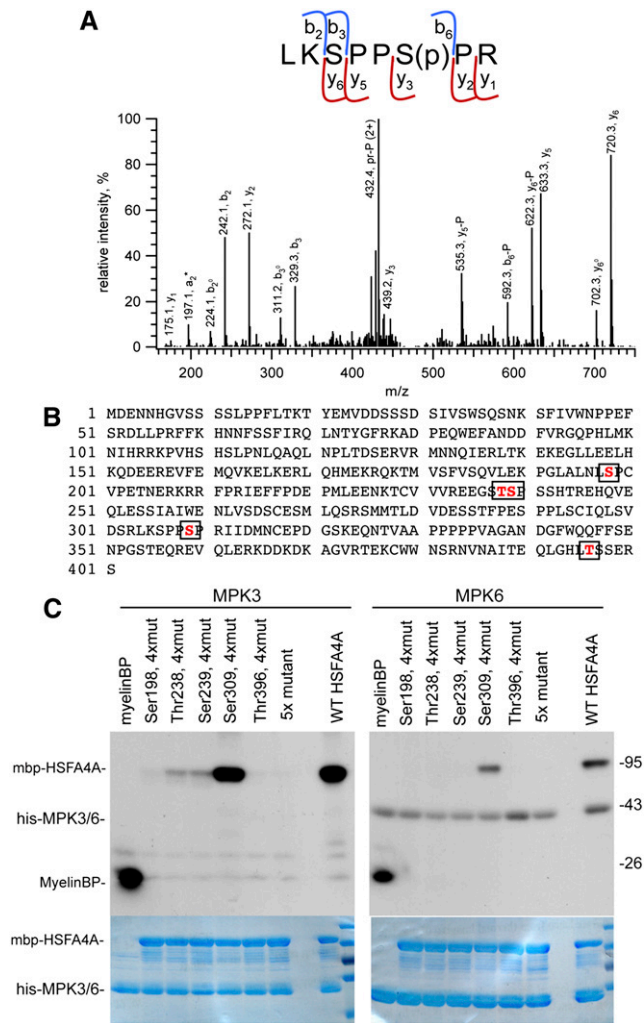 A
b2 b3 b6
LKSPPS(p)PR
y6 y5 y3 y2 y1
relative intensity, %
100
80
60
40
20
0
175.1, y1
197.1, a2*
224.1, b2⁰
242.1, b2
272.1, y2
311.2, b3⁰
329.3, b3
432.4, pr-P (2+)
439.2, y3
535.3, y5-P
592.3, b6-P
622.3, y6-P
633.3, y5
702.3, y6⁰
720.3, y6
200 300 400 500 600 700
m/z
B
1 MDENNHGVSS SSLPPFLTKT YEMVDDSSSD SIVSWSQSNK SFIVWNPPEF
51 SRDLLPRFFK HNNFSSFIRQ LNTYGFRKAD PEQWEFANDD FVRGQPHLMK
101 NIHRRKPVHS HSLPNLQAQL NPLTDSERVR MNNQIERLTK EKEGLLEELH
151 KQDEEREVFE MQVKELKERL QHMEKRQKTM VSFVSQVLEK PGLALNLSPC
201 VPETNERKRR FPRIEFFPDE PMLEENKTCV VVREEGSTSP SSHTREHQVE
251 QLESSIAIWE NLVSDSCESM LQSRSMMTLD VDESSTFPES PPLSCIQLSV
301 DSRLKSPPSP RIIDMNCEPD GSKEQNTVAA PPPPPVAGAN DGFWQQFFSE
351 NPGSTEQREV QLERKDDKDK AGVRTEKCWW NSRNVNAITE QLGHLTSSER
401 S
C
MPK3 MPK6
myelinBP
Ser198, 4xmut
Thr238, 4xmut
Ser239, 4xmut
Ser309, 4xmut
Thr396, 4xmut
5x mutant
WT HSFA4A
myelinBP
Ser198, 4xmut
Thr238, 4xmut
Ser239, 4xmut
Ser309, 4xmut
Thr396, 4xmut
5x mutant
WT HSFA4A
mbp-HSFA4A- -95
his-MPK3/6- -43
MyelinBP- -26
mbp-HSFA4A-
his-MPK3/6-